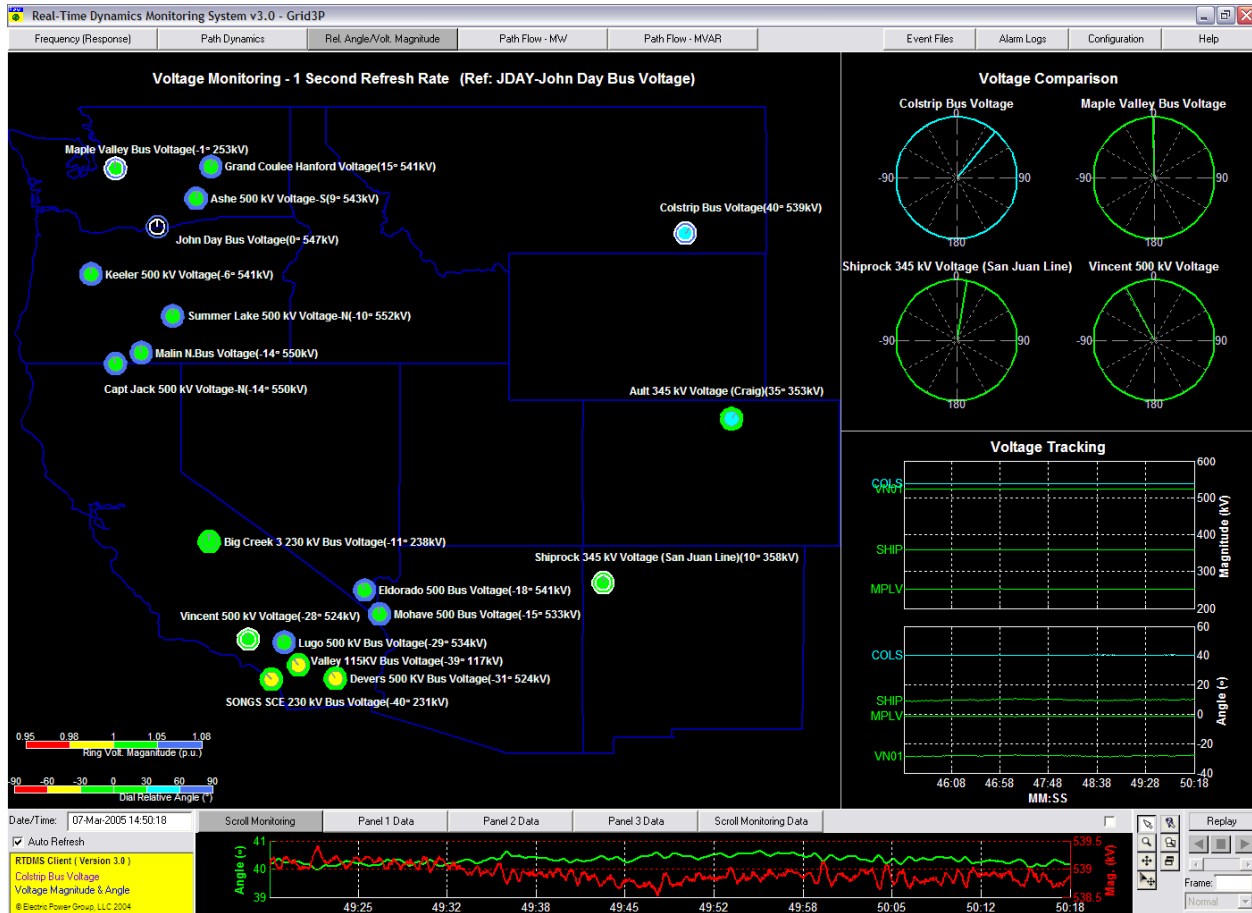 Real-Time Dynamics Monitoring System v3.0 - Grid3P
Frequency (Response) Path Dynamics Rel. Angle/Volt. Magnitude Path Flow - MW Path Flow - MVAR Event Files Alarm Logs Configuration Help
Voltage Monitoring - 1 Second Refresh Rate (Ref: JDAY-John Day Bus Voltage)
Maple Valley Bus Voltage(-1° 253kV)
Grand Coulee Hanford Voltage(15° 541kV)
Ashe 500 kV Voltage-S(9° 543kV)
Colstrip Bus Voltage(40° 539kV)
John Day Bus Voltage(0° 547kV)
Keeler 500 kV Voltage(-6° 541kV)
Summer Lake 500 kV Voltage-N(-10° 552kV)
Malin N.Bus Voltage(-14° 550kV)
Capt Jack 500 kV Voltage-N(-14° 550kV)
Ault 345 kV Voltage (Craig)(35° 353kV)
Big Creek 3 230 kV Bus Voltage(-11° 238kV)
Shiprock 345 kV Voltage (San Juan Line)(10° 358kV)
Eldorado 500 Bus Voltage(-18° 541kV)
Vincent 500 kV Voltage(-28° 524kV)
Mohave 500 Bus Voltage(-15° 533kV)
Lugo 500 kV Bus Voltage(-29° 534kV)
Valley 115KV Bus Voltage(-39° 117kV)
Devers 500 KV Bus Voltage(-31° 524kV)
SONGS SCE 230 kV Bus Voltage(-40° 231kV)
0.95 0.98 1 1.05 1.08
Ring Volt. Maganitude (p.u.)
-90 -60 -30 0 30 60 90
Dial Relative Angle (°)
Voltage Comparison
Colstrip Bus Voltage
0
-90 90
180
Maple Valley Bus Voltage
0
-90 90
180
Shiprock 345 kV Voltage (San Juan Line)
0
-90 90
180
Vincent 500 kV Voltage
0
-90 90
180
Voltage Tracking
COLS
VN01
SHIP
MPLV
600
500
400
300
200
Magnitude (kV)
COLS
SHIP
MPLV
VN01
60
40
20
0
-20
-40
Angle (°)
46:08 46:58 47:48 48:38 49:28 50:18
MM:SS
Date/Time: 07-Mar-2005 14:50:18
Auto Refresh
RTDMS Client ( Version 3.0 )
Colstrip Bus Voltage
Voltage Magnitude & Angle
© Electric Power Group, LLC 2004
Scroll Monitoring Panel 1 Data Panel 2 Data Panel 3 Data Scroll Monitoring Data
Angle (°)
41
40
39
539.5
539
538.5
Mag. (kV)
49:25 49:32 49:38 49:45 49:52 49:58 50:05 50:12 50:18
Replay
Frame:
Normal